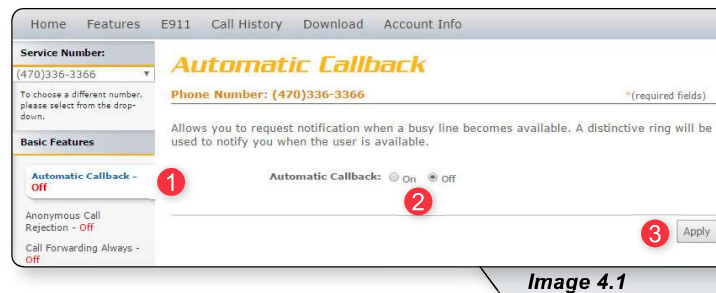 Home Features E911 Call History Download Account Info
Service Number:
(470)336-3366
To choose a different number,
please select from the drop-
down.
Basic Features
Automatic Callback -
Off
Anonymous Call
Rejection - Off
Call Forwarding Always -
Off
Automatic Callback
Phone Number: (470)336-3366 *(required fields)
Allows you to request notification when a busy line becomes available. A distinctive ring will be
used to notify you when the user is available.
1
Automatic Callback: On Off
2
3 Apply
Image 4.1